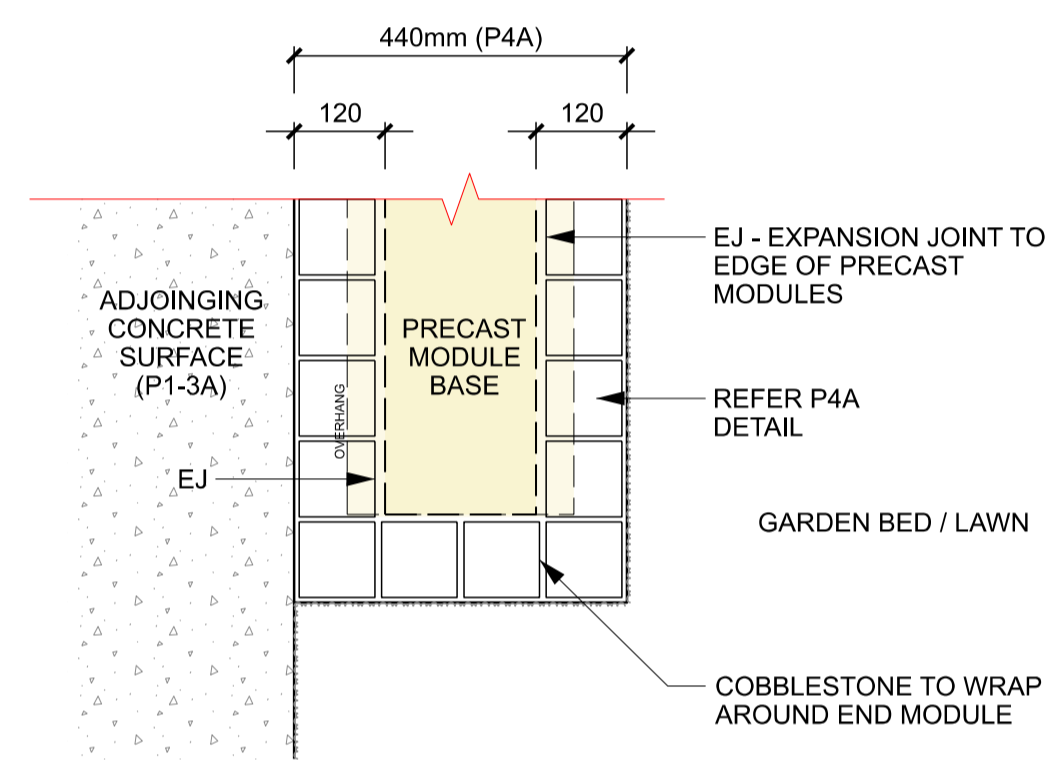 440mm (P4A)
120
120
EJ - EXPANSION JOINT TO
EDGE OF PRECAST
MODULES
ADJOINGING
CONCRETE
SURFACE
(P1-3A)
PRECAST
MODULE
BASE
OVERHANG
REFER P4A
DETAIL
EJ
GARDEN BED / LAWN
COBBLESTONE TO WRAP
AROUND END MODULE